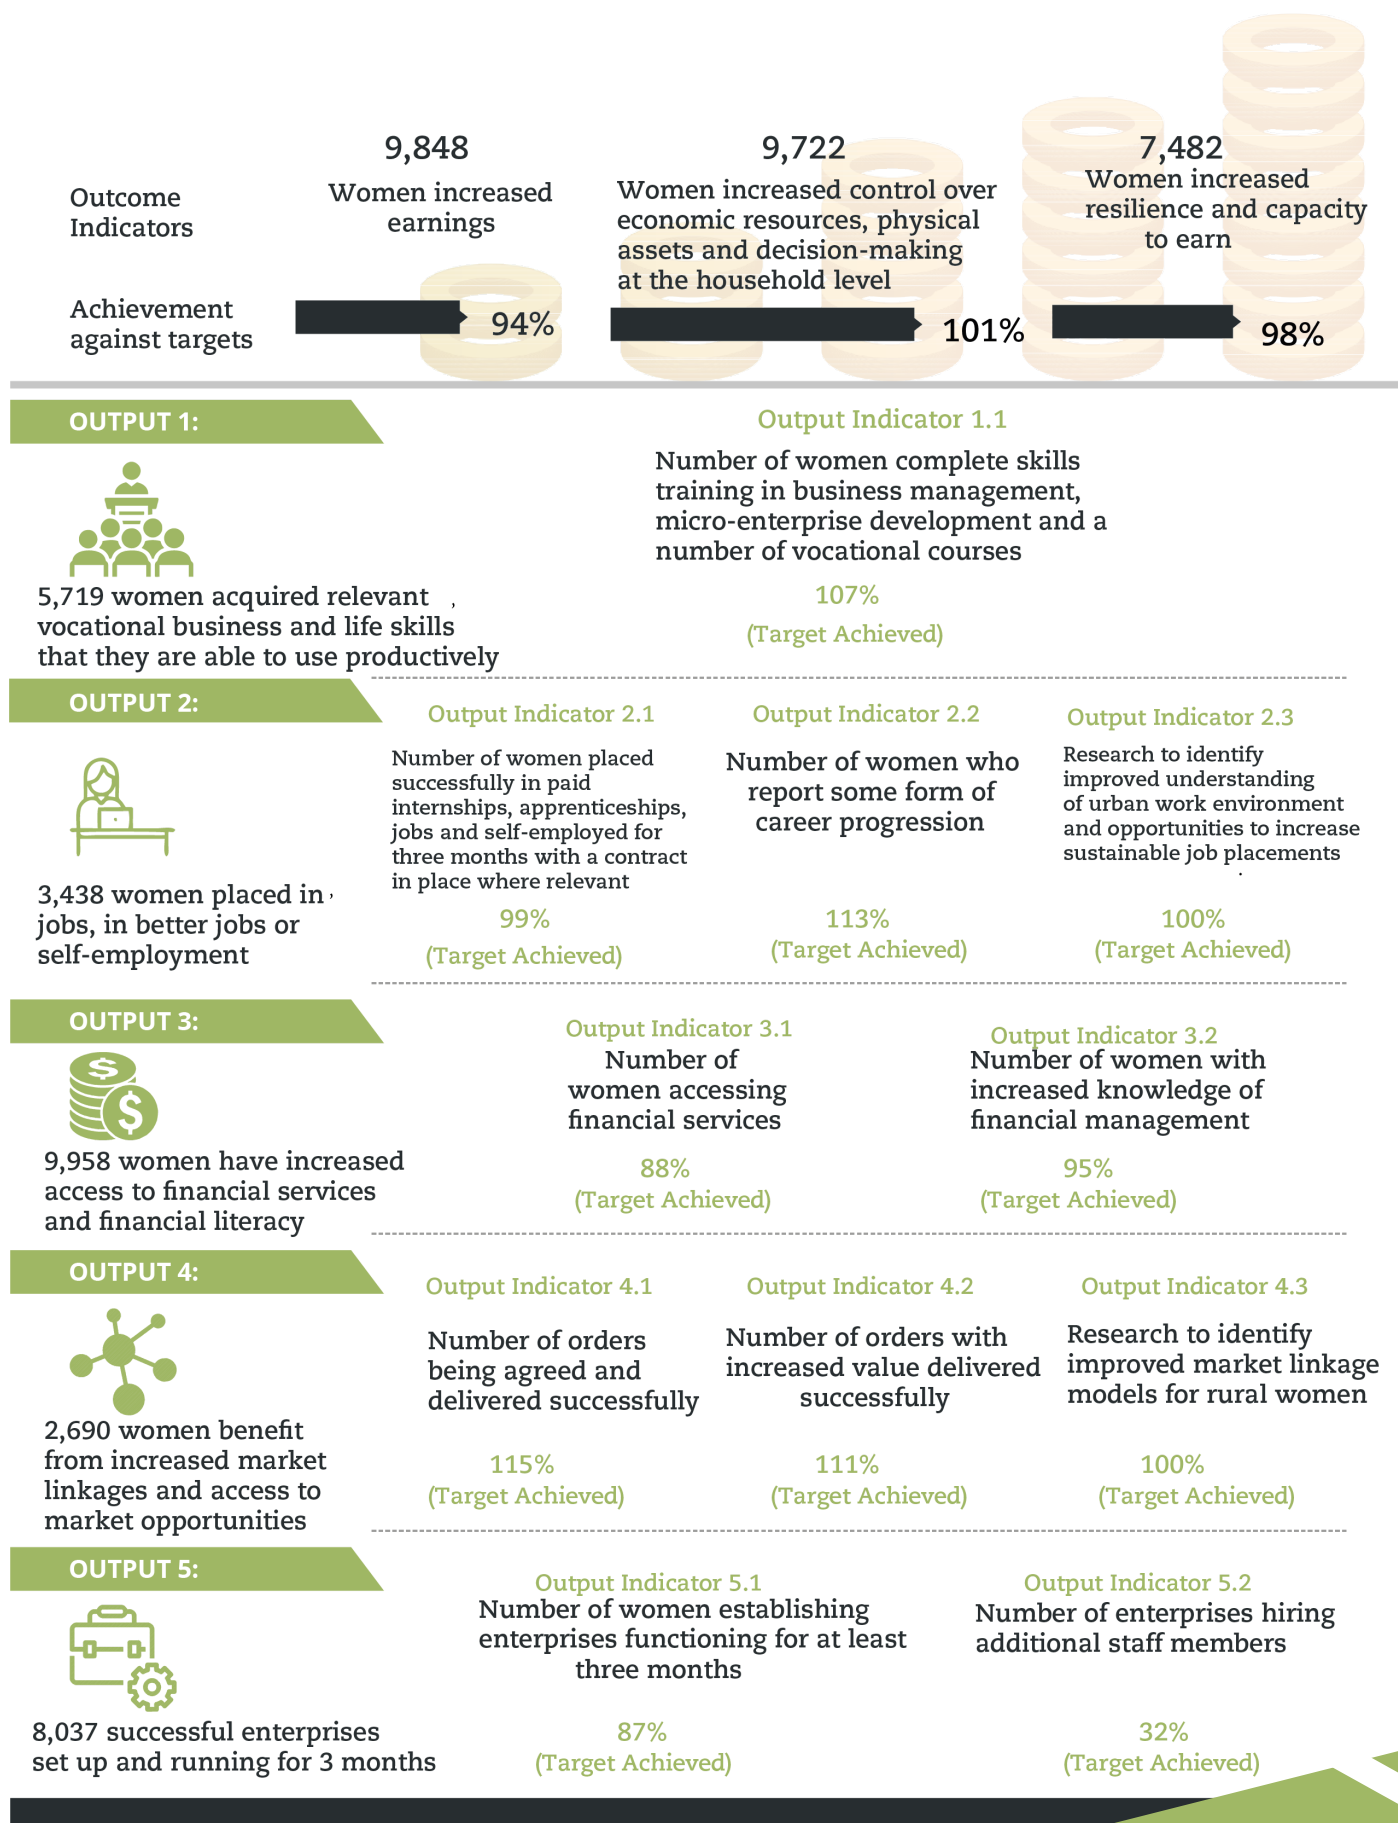 9,848
Women increased
earnings
9,722
Women increased control over
economic resources, physical
assets and decision-making
at the household level
7,482
Women increased
resilience and capacity
to earn
Outcome
Indicators
Achievement
against targets
94%
101%
98%
OUTPUT 1:
5,719 women acquired relevant ,
vocational business and life skills
that they are able to use productively
Output Indicator 1.1
Number of women complete skills
training in business management,
micro-enterprise development and a
number of vocational courses
107%
(Target Achieved)
OUTPUT 2:
3,438 women placed in ,
jobs, in better jobs or
self-employment
Output Indicator 2.1
Number of women placed
successfully in paid
internships, apprenticeships,
jobs and self-employed for
three months with a contract
in place where relevant
99%
(Target Achieved)
Output Indicator 2.2
Number of women who
report some form of
career progression
113%
(Target Achieved)
Output Indicator 2.3
Research to identify
improved understanding
of urban work environment
and opportunities to increase
sustainable job placements
.
100%
(Target Achieved)
OUTPUT 3:
9,958 women have increased
access to financial services
and financial literacy
Output Indicator 3.1
Number of
women accessing
financial services
88%
(Target Achieved)
Output Indicator 3.2
Number of women with
increased knowledge of
financial management
95%
(Target Achieved)
OUTPUT 4:
2,690 women benefit
from increased market
linkages and access to
market opportunities
Output Indicator 4.1
Number of orders
being agreed and
delivered successfully
115%
(Target Achieved)
Output Indicator 4.2
Number of orders with
increased value delivered
successfully
111%
(Target Achieved)
Output Indicator 4.3
Research to identify
improved market linkage
models for rural women
100%
(Target Achieved)
OUTPUT 5:
8,037 successful enterprises
set up and running for 3 months
Output Indicator 5.1
Number of women establishing
enterprises functioning for at least
three months
87%
(Target Achieved)
Output Indicator 5.2
Number of enterprises hiring
additional staff members
32%
(Target Achieved)